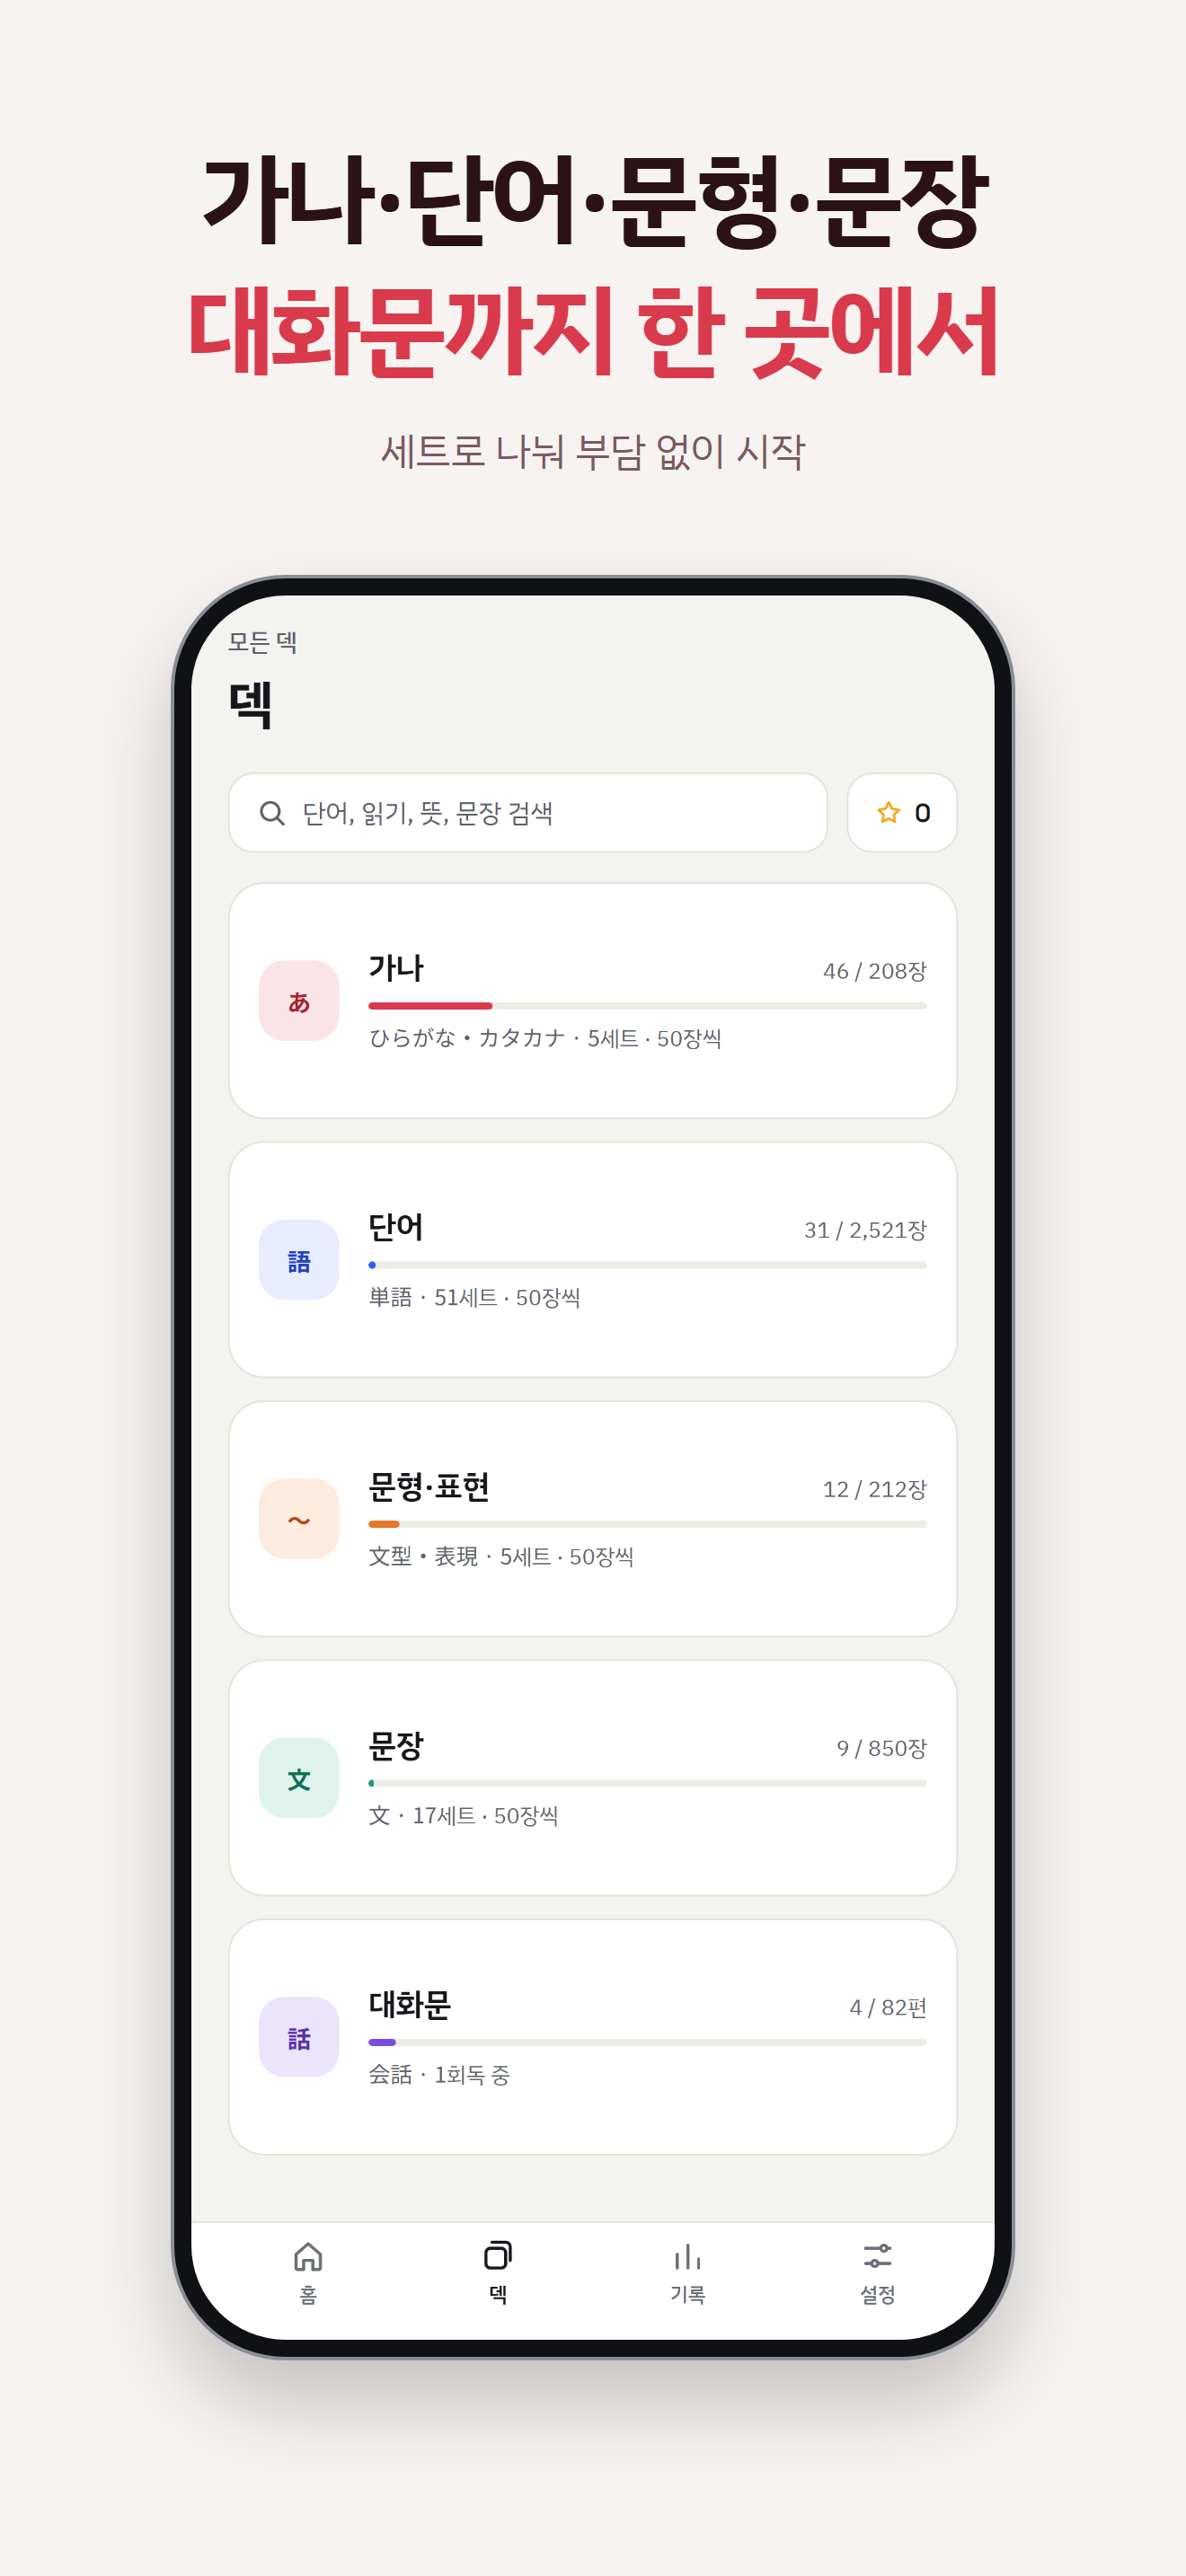 가나·단어·문형·문장
대화문까지 한 곳에서
세트로 나눠 부담 없이 시작
모든 덱
덱
단어, 읽기, 뜻, 문장 검색
0
あ
가나
46 / 208장
ひらがな・カタカナ · 5세트 · 50장씩
語
단어
31 / 2,521장
単語 · 51세트 · 50장씩
~
문형·표현
12 / 212장
文型・表現 · 5세트 · 50장씩
文
문장
9 / 850장
文 · 17세트 · 50장씩
話
대화문
4 / 82편
会話 · 1회독 중
홈
덱
기록
설정